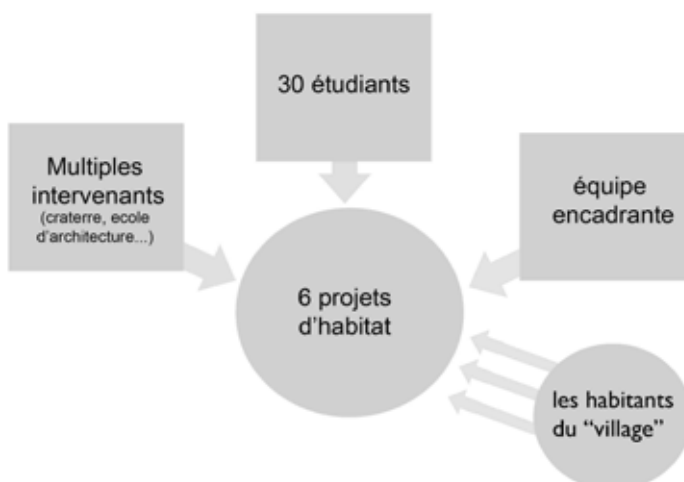 30 étudiants
Multiples
intervenants
(craterre, ecole
d'architecture...)
équipe
encadrante
6 projets
d'habitat
les habitants
du “village”